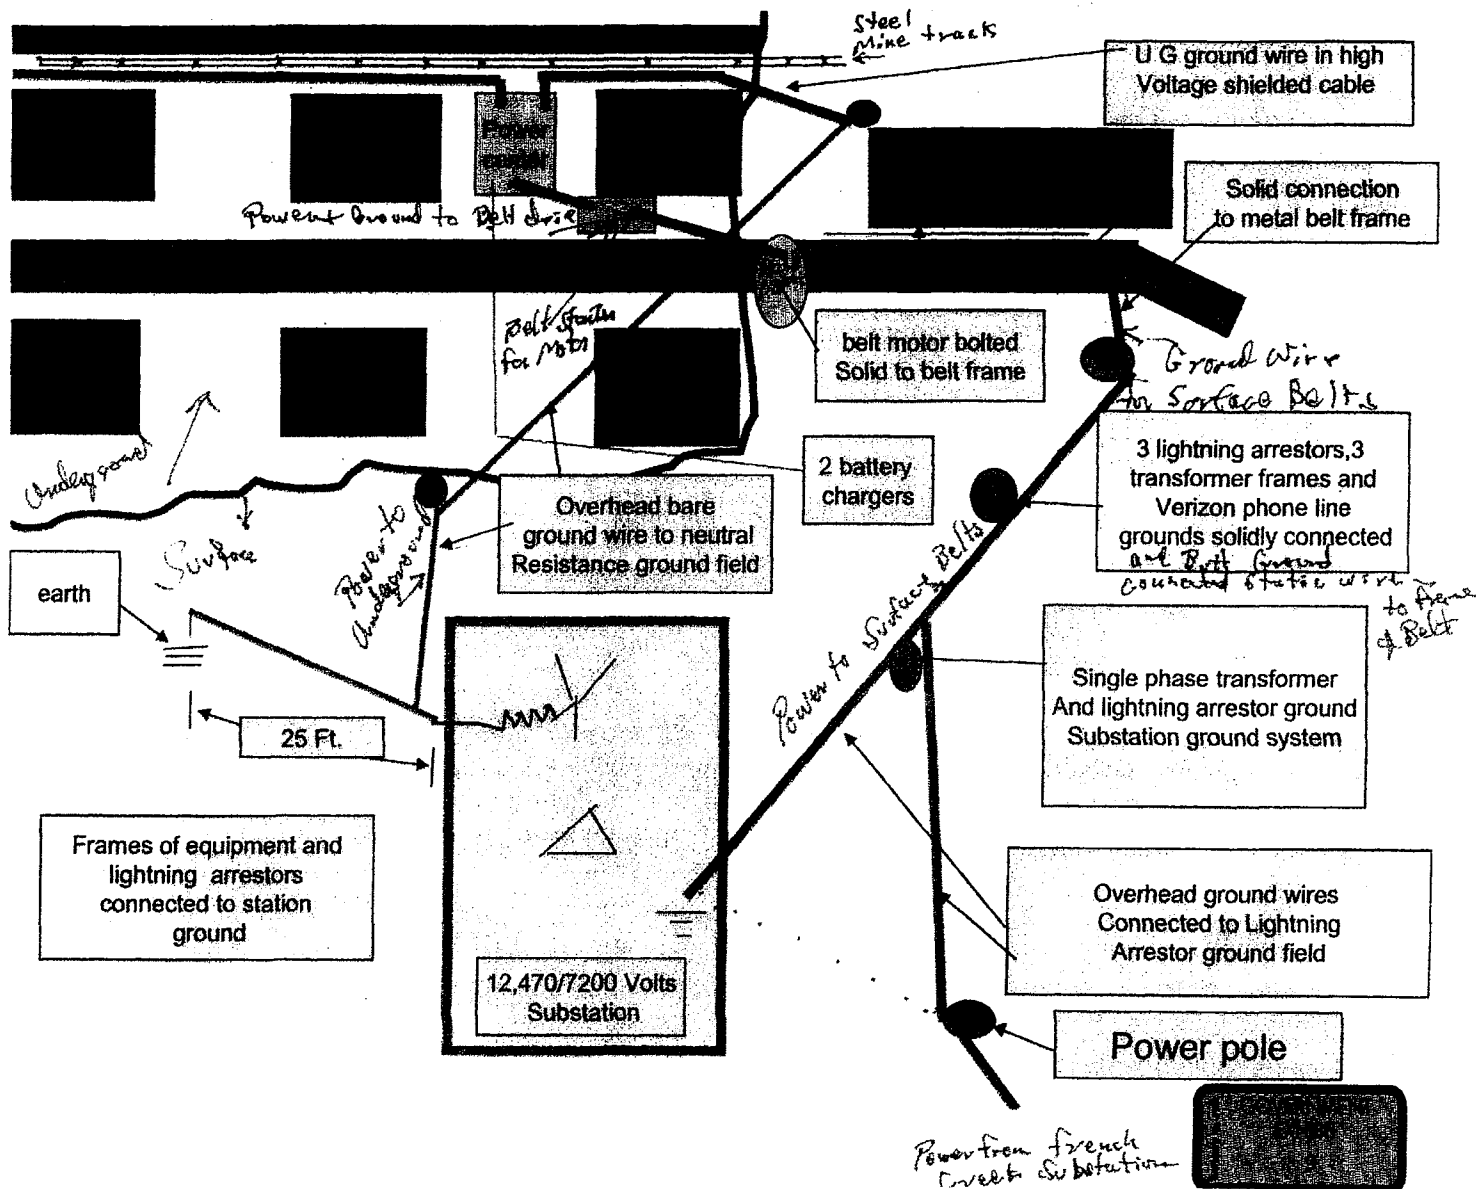 Steel
Mine track
U G ground wire in high
Voltage shielded cable
Power
center
Solid connection
to metal belt frame
Power Ground to Belt drive
Belt Starter
for Motor
belt motor bolted
Solid to belt frame
Ground Wire
for Surface Belts
Underground
Surface
2 battery
chargers
3 lightning arrestors,3
transformer frames and
Verizon phone line
grounds solidly connected
and Belt Ground
connected static wire
to frame
of Belt
Overhead bare
ground wire to neutral
Resistance ground field
Power to
Underground
Power to Surface Belts
earth
25 Ft.
Single phase transformer
And lightning arrestor ground
Substation ground system
Frames of equipment and
lightning arrestors
connected to station
ground
Overhead ground wires
Connected to Lightning
Arrestor ground field
12,470/7200 Volts
Substation
Power pole
Power from french
Creek Substation